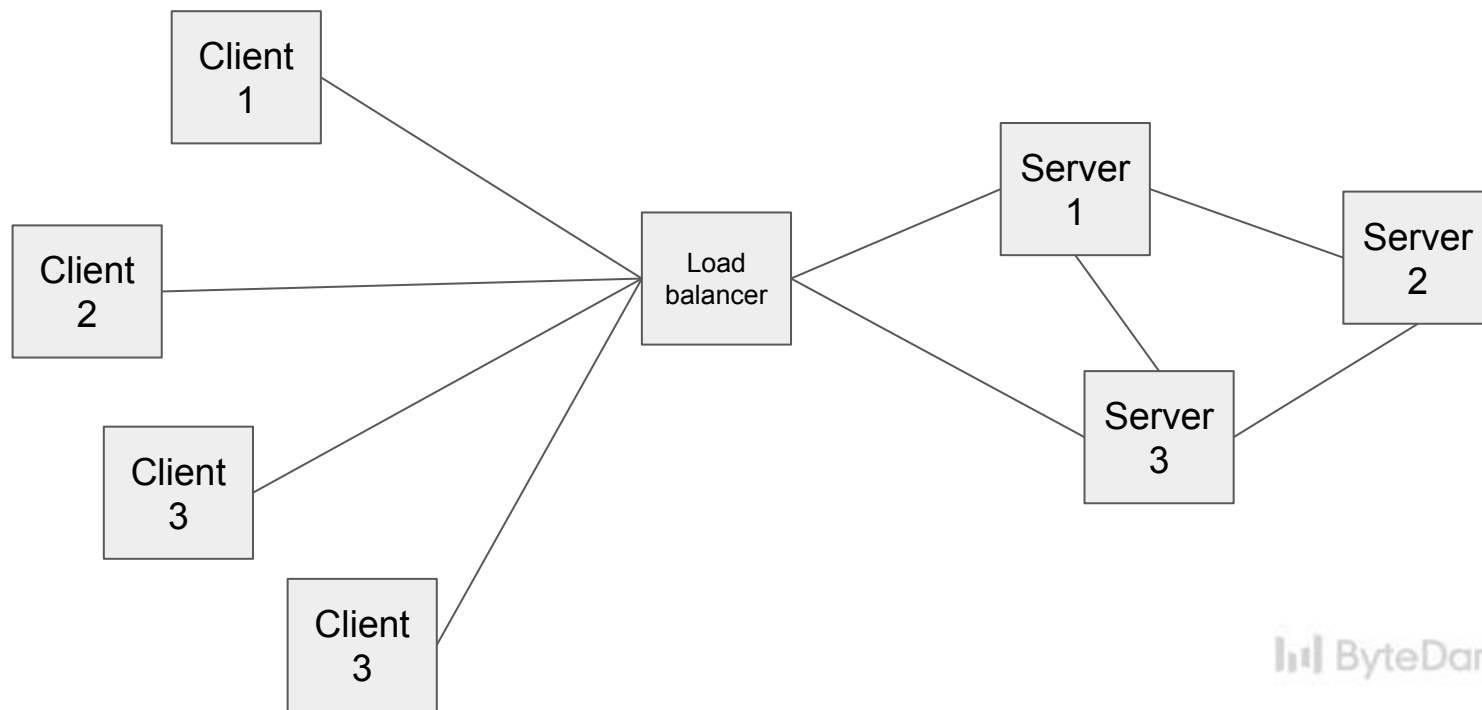 Client
1
Client
2
Client
3
Client
3
Load
balancer
Server
1
Server
2
Server
3
ByteDan